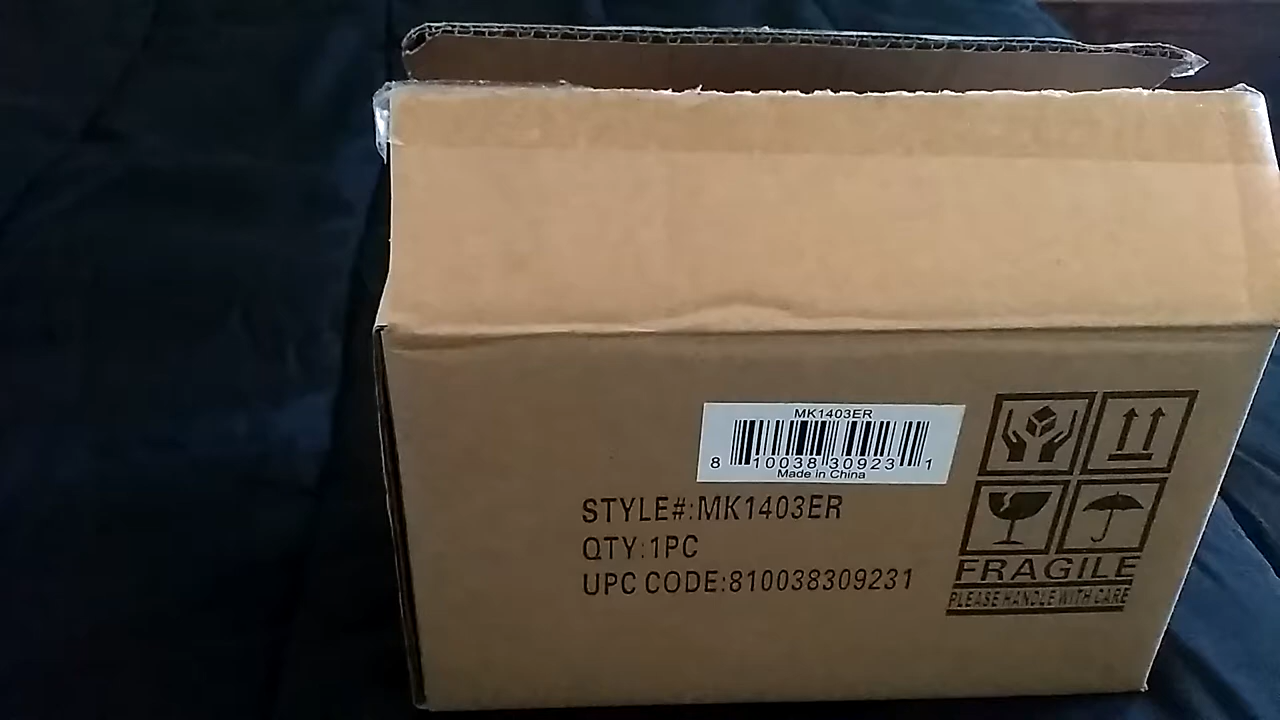 MK1403ER
8 10038 30923 1
Made In China
STYLE#:MK1403ER
QTY:1PC
UPC CODE:810038309231
FRAGILE
PLEASE HANDLE WITH CARE